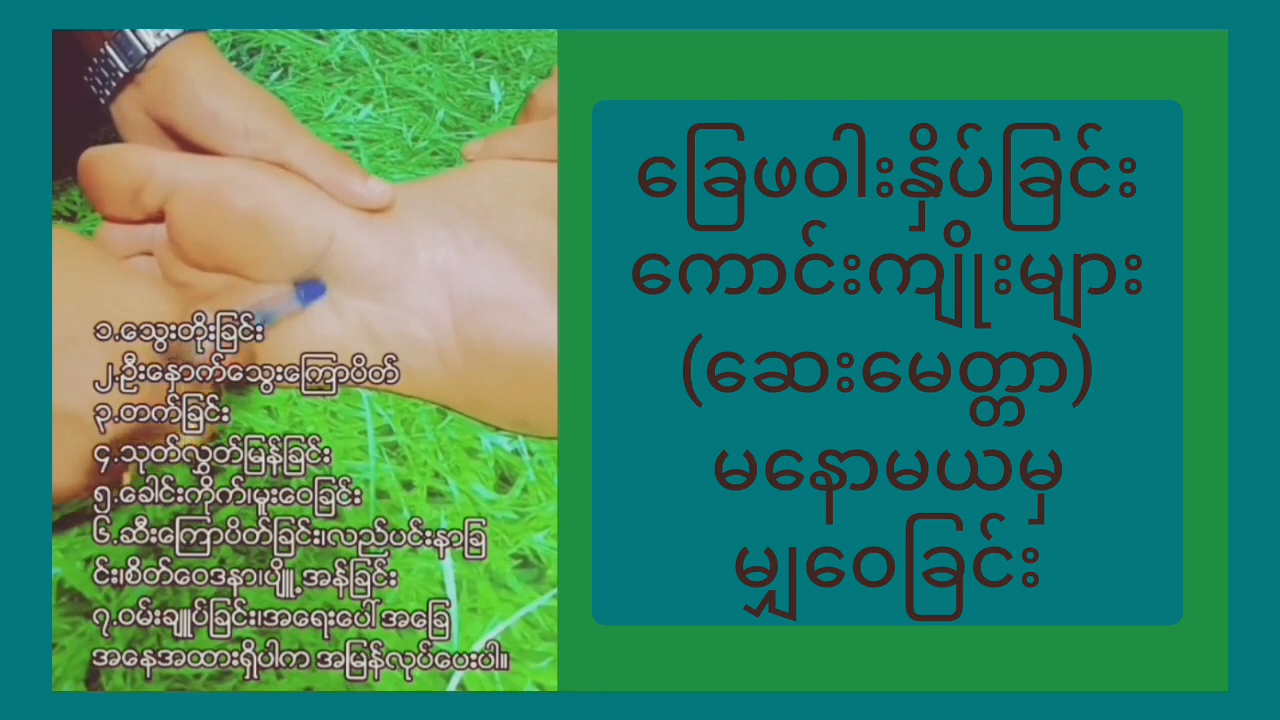 ၁.သွေးတိုးခြင်း
၂.ဦးနှောက်သွေးကြောပိတ်
၃.တက်ခြင်း
၄.သုတ်လွှတ်မြန်ခြင်း
၅.ခေါင်းကိုက်၊မူးဝေခြင်း
၆.ဆီးကြောပိတ်ခြင်း၊လည်ပင်းနာခြ
င်း၊စိတ်ဝေဒနာ၊ပျို့အန်ခြင်း
၇.ဝမ်းချူပ်ခြင်း၊အရေးပေါ် အခြေ
အနေအထားရှိပါက အမြန်လုပ်ပေးပါ။
ခြေဖဝါးနှိပ်ခြင်း
ကောင်းကျိုးများ
(ဆေးမေတ္တာ)
မနောမယမှ
မျှဝေခြင်း